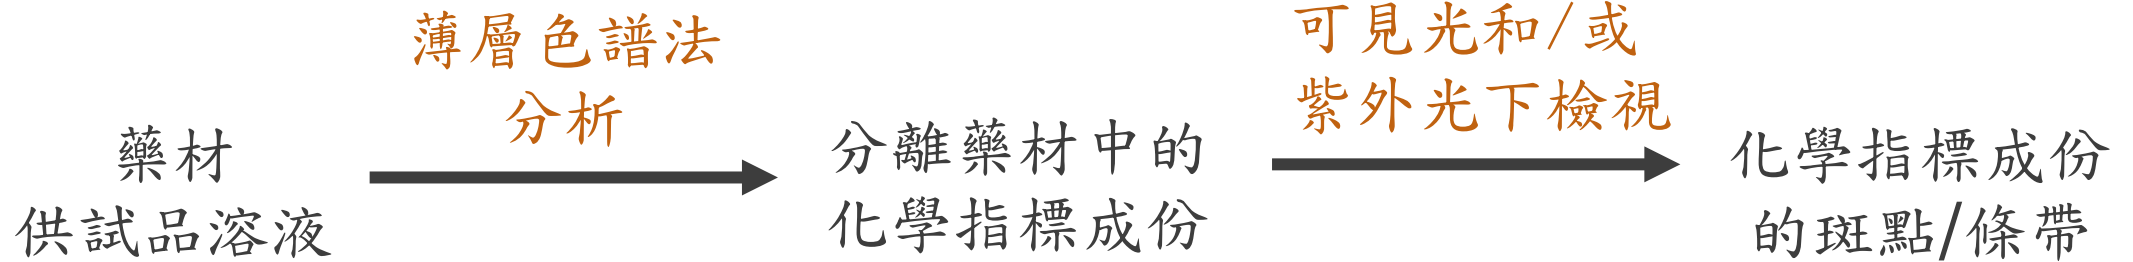 藥材
供試品溶液
薄層色譜法
分析
分離藥材中的
化學指標成份
可見光和/或
紫外光下檢視
化學指標成份
的斑點/條帶